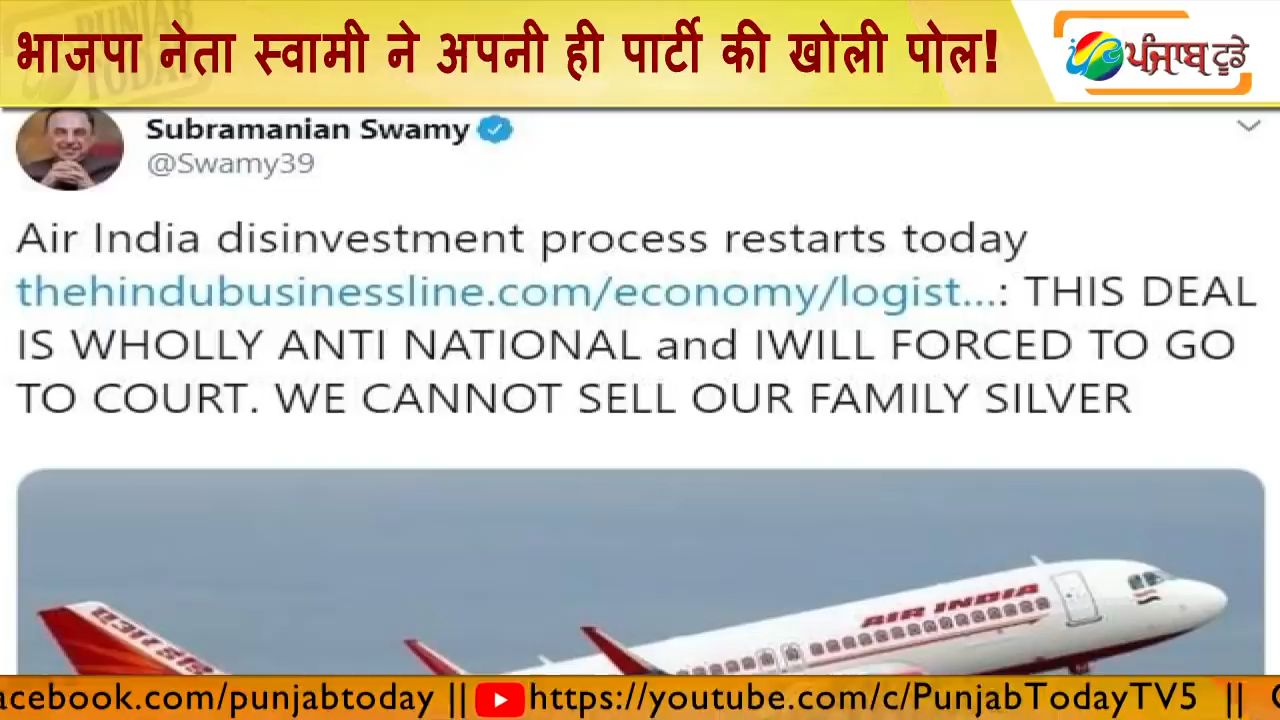 भाजपा नेता स्वामी ने अपनी ही पार्टी की खोली पोल!
ਪੰਜਾਬ ਟੂਡੇ
PUNJAB
TODAY
Subramanian Swamy
@Swamy39
Air India disinvestment process restarts today
thehindubusinessline.com/economy/logist...: THIS DEAL
IS WHOLLY ANTI NATIONAL and IWILL FORCED TO GO
TO COURT. WE CANNOT SELL OUR FAMILY SILVER
AIR INDIA
acebook.com/punjabtoday || https://youtube.com/c/PunjabTodayTV5 ||